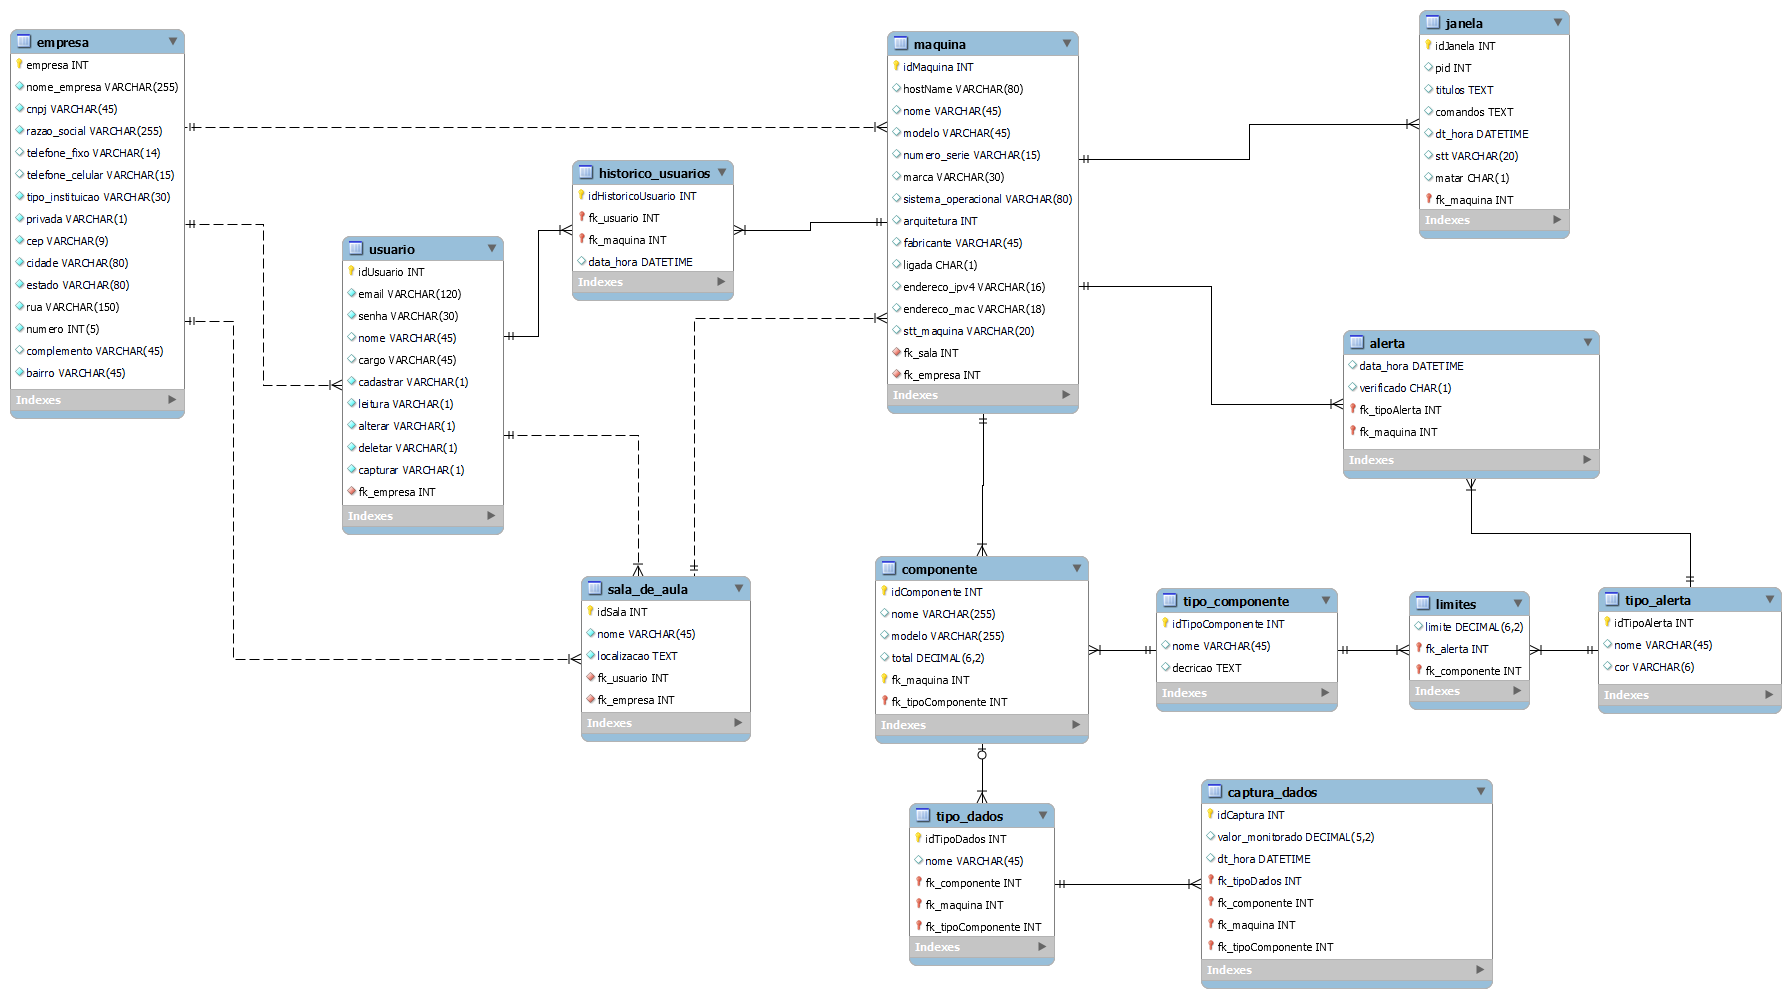 empresa
empresa INT
nome_empresa VARCHAR(255)
cnpj VARCHAR(45)
razao_social VARCHAR(255)
telefone_fixo VARCHAR(14)
telefone_celular VARCHAR(15)
tipo_instituicao VARCHAR(30)
privada VARCHAR(1)
cep VARCHAR(9)
cidade VARCHAR(80)
estado VARCHAR(80)
rua VARCHAR(150)
numero INT(5)
complemento VARCHAR(45)
bairro VARCHAR(45)
Indexes
usuario
idUsuario INT
email VARCHAR(120)
senha VARCHAR(30)
nome VARCHAR(45)
cargo VARCHAR(45)
cadastrar VARCHAR(1)
leitura VARCHAR(1)
alterar VARCHAR(1)
deletar VARCHAR(1)
capturar VARCHAR(1)
fk_empresa INT
Indexes
historico_usuarios
idHistoricoUsuario INT
fk_usuario INT
fk_maquina INT
data_hora DATETIME
Indexes
sala_de_aula
idSala INT
nome VARCHAR(45)
localizacao TEXT
fk_usuario INT
fk_empresa INT
Indexes
maquina
idMaquina INT
hostName VARCHAR(80)
nome VARCHAR(45)
modelo VARCHAR(45)
numero_serie VARCHAR(15)
marca VARCHAR(30)
sistema_operacional VARCHAR(80)
arquitetura INT
fabricante VARCHAR(45)
ligada CHAR(1)
endereco_ipv4 VARCHAR(16)
endereco_mac VARCHAR(18)
stt_maquina VARCHAR(20)
fk_sala INT
fk_empresa INT
Indexes
janela
idJanela INT
pid INT
titulos TEXT
comandos TEXT
dt_hora DATETIME
stt VARCHAR(20)
matar CHAR(1)
fk_maquina INT
Indexes
alerta
data_hora DATETIME
verificado CHAR(1)
fk_tipoAlerta INT
fk_maquina INT
Indexes
componente
idComponente INT
nome VARCHAR(255)
modelo VARCHAR(255)
total DECIMAL(6,2)
fk_maquina INT
fk_tipoComponente INT
Indexes
tipo_componente
idTipoComponente INT
nome VARCHAR(45)
decricao TEXT
Indexes
limites
limite DECIMAL(6,2)
fk_alerta INT
fk_componente INT
Indexes
tipo_alerta
idTipoAlerta INT
nome VARCHAR(45)
cor VARCHAR(6)
Indexes
tipo_dados
idTipoDados INT
nome VARCHAR(45)
fk_componente INT
fk_maquina INT
fk_tipoComponente INT
Indexes
captura_dados
idCaptura INT
valor_monitorado DECIMAL(5,2)
dt_hora DATETIME
fk_tipoDados INT
fk_componente INT
fk_maquina INT
fk_tipoComponente INT
Indexes